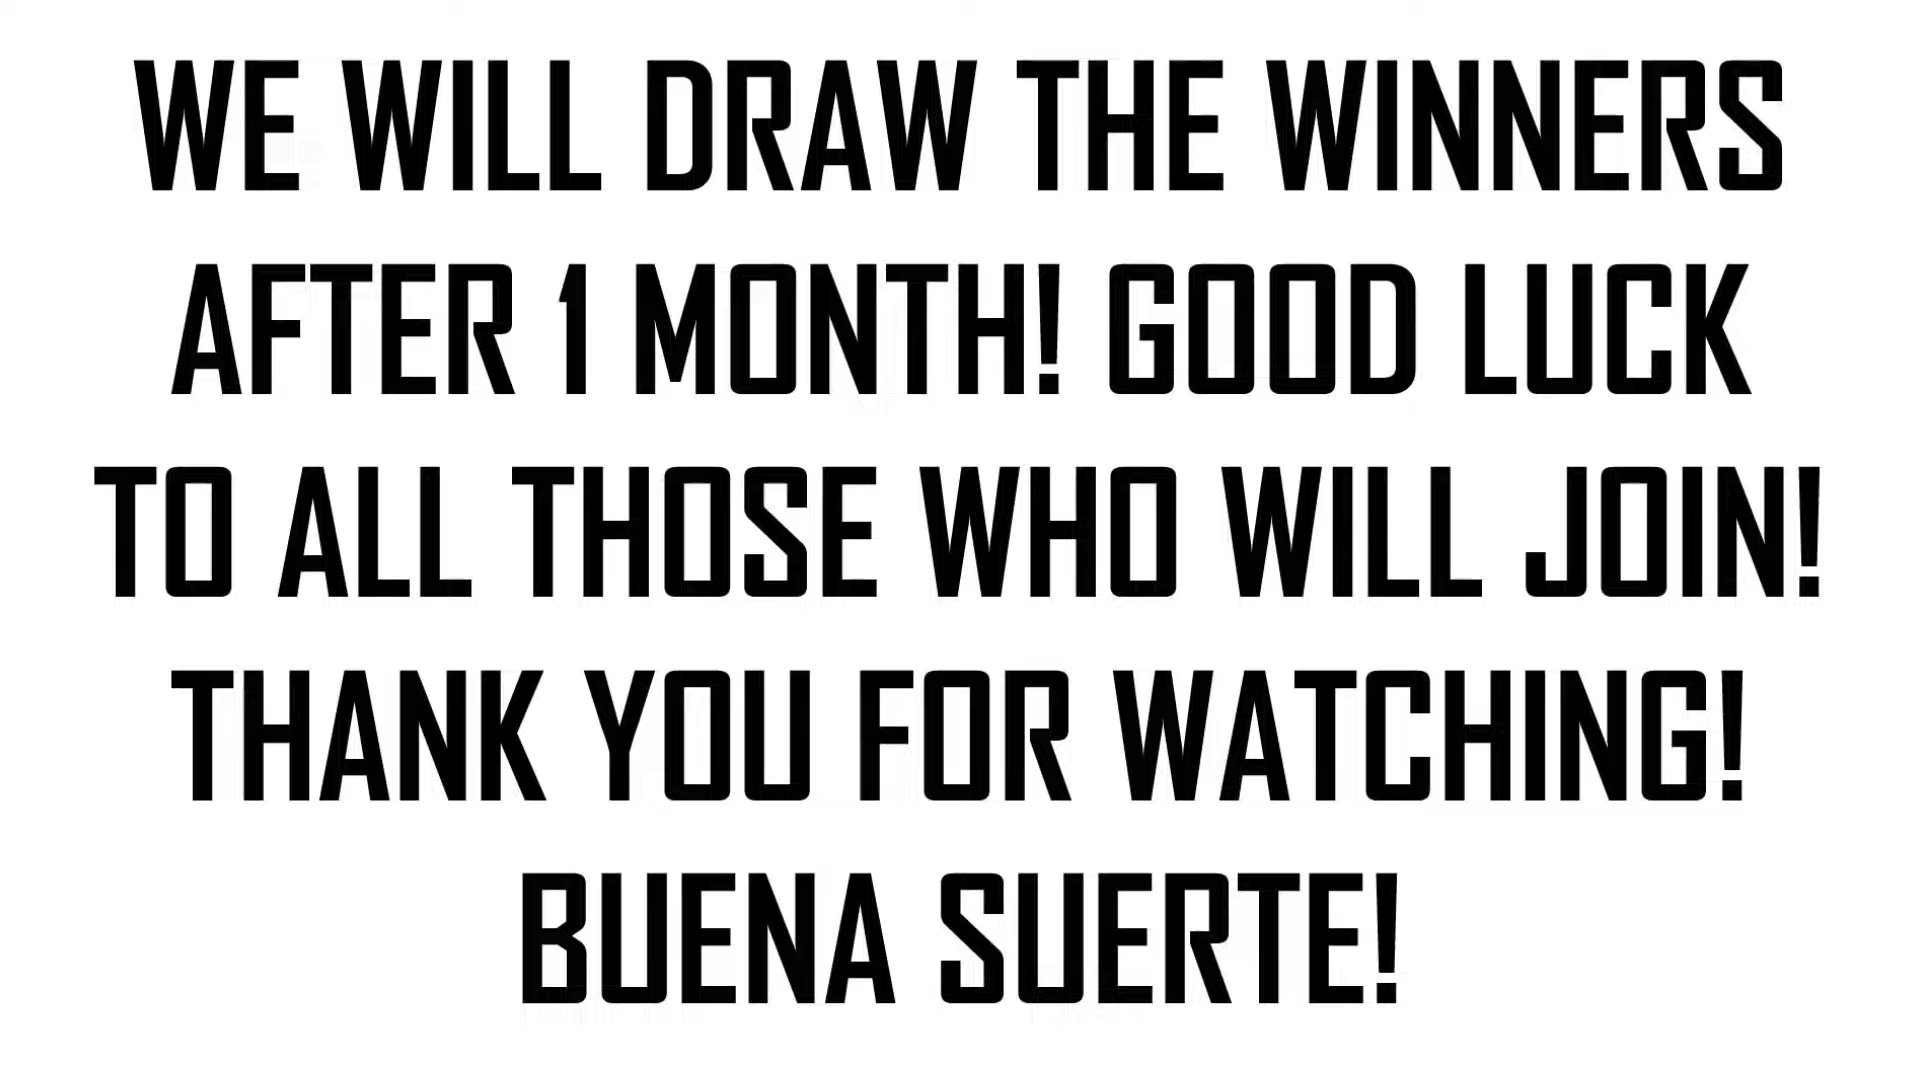 WE WILL DRAW THE WINNERS
AFTER 1 MONTH! GOOD LUCK
TO ALL THOSE WHO WILL JOIN!
THANK YOU FOR WATCHING!
BUENA SUERTE!